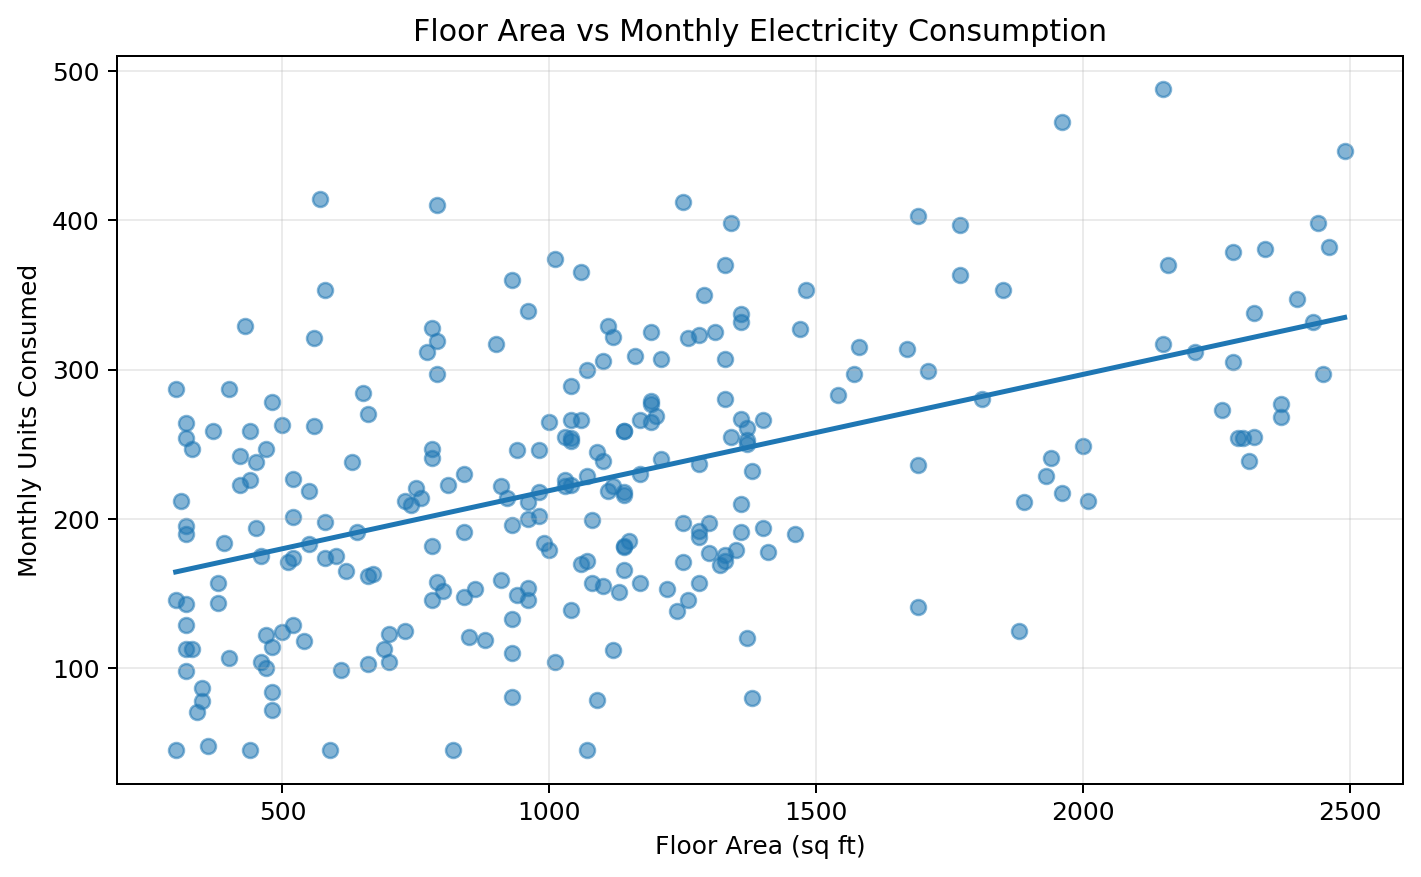 Floor Area vs Monthly Electricity Consumption
500
400
300
200
100
Monthly Units Consumed
500 1000 1500 2000 2500
Floor Area (sq ft)